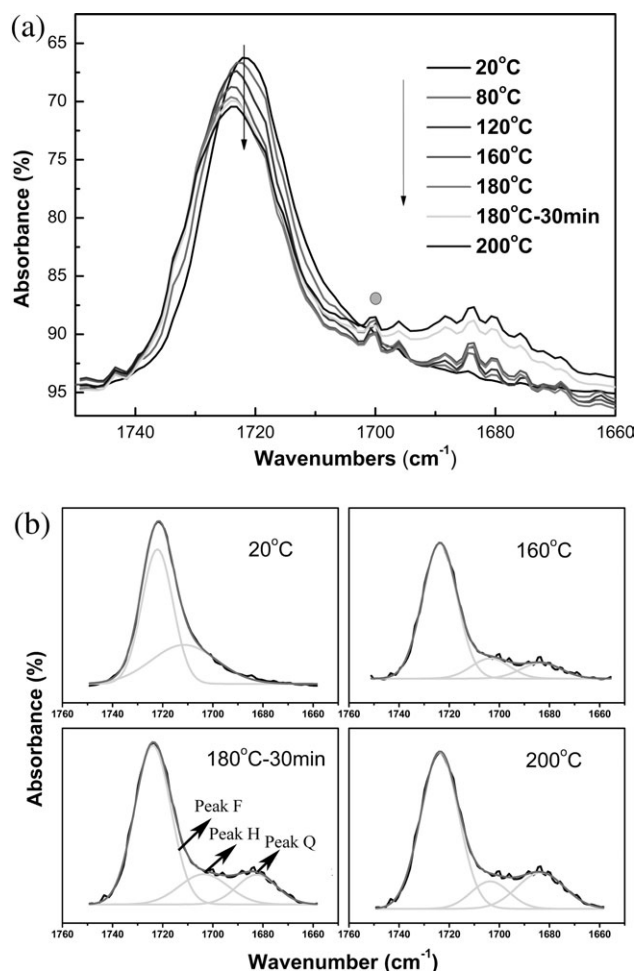 (a)
65
70
75
80
85
90
95
Absorbance (%)
20°C
80°C
120°C
160°C
180°C
180°C-30min
200°C
1740 1720 1700 1680 1660
Wavenumbers (cm⁻¹)
(b)
20°C
1760 1740 1720 1700 1680 1660
160°C
1760 1740 1720 1700 1680 1660
Absorbance (%)
180°C-30min
Peak F
Peak H
Peak Q
1760 1740 1720 1700 1680 1660
200°C
1760 1740 1720 1700 1680 1660
Wavenumber (cm⁻¹)